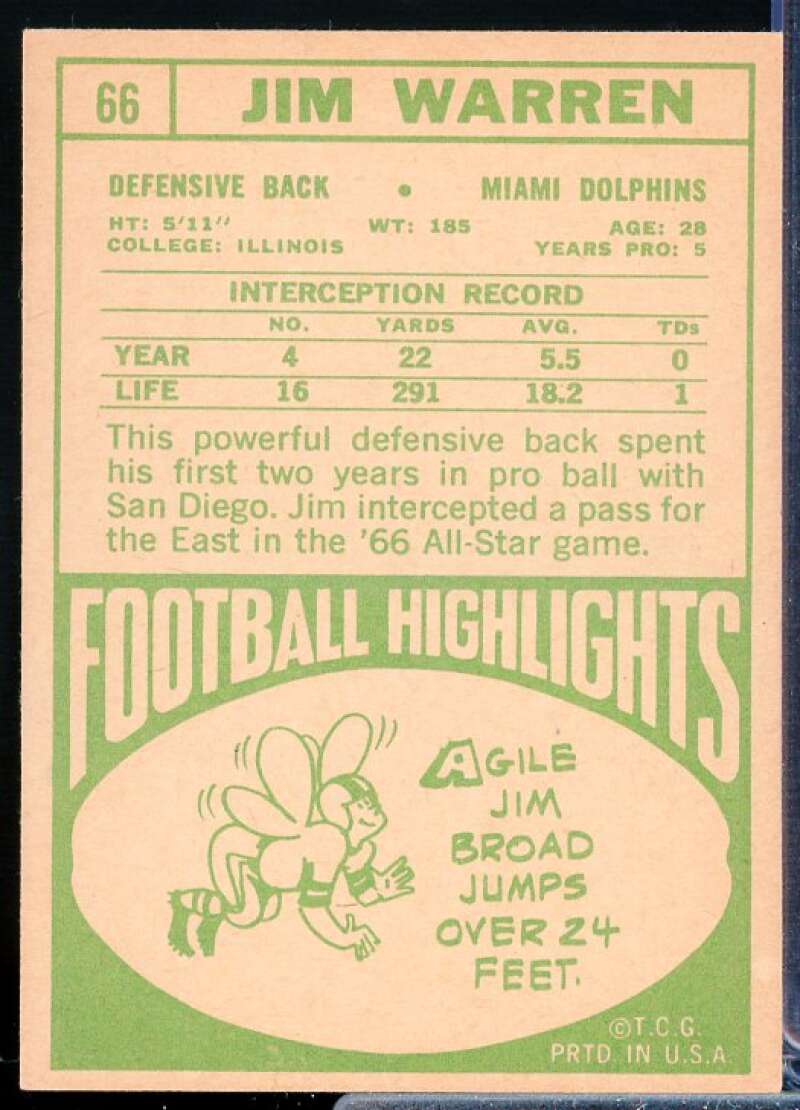 66 JIM WARREN
DEFENSIVE BACK • MIAMI DOLPHINS
HT: 5'11" WT: 185 AGE: 28
COLLEGE: ILLINOIS YEARS PRO: 5
INTERCEPTION RECORD
NO. YARDS AVG. TDs
YEAR 4 22 5.5 0
LIFE 16 291 18.2 1
This powerful defensive back spent
his first two years in pro ball with
San Diego. Jim intercepted a pass for
the East in the '66 All-Star game.
FOOTBALL HIGHLIGHTS
AGILE
JIM
BROAD
JUMPS
OVER 24
FEET.
©T.C.G.
PRTD. IN U.S.A.